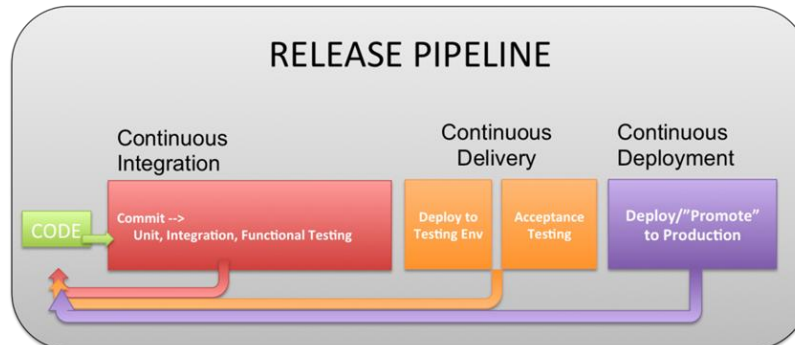 RELEASE PIPELINE
Continuous
Integration
Continuous
Delivery
Continuous
Deployment
CODE
Commit -->
Unit, Integration, Functional Testing
Deploy to
Testing Env
Acceptance
Testing
Deploy/”Promote”
to Production